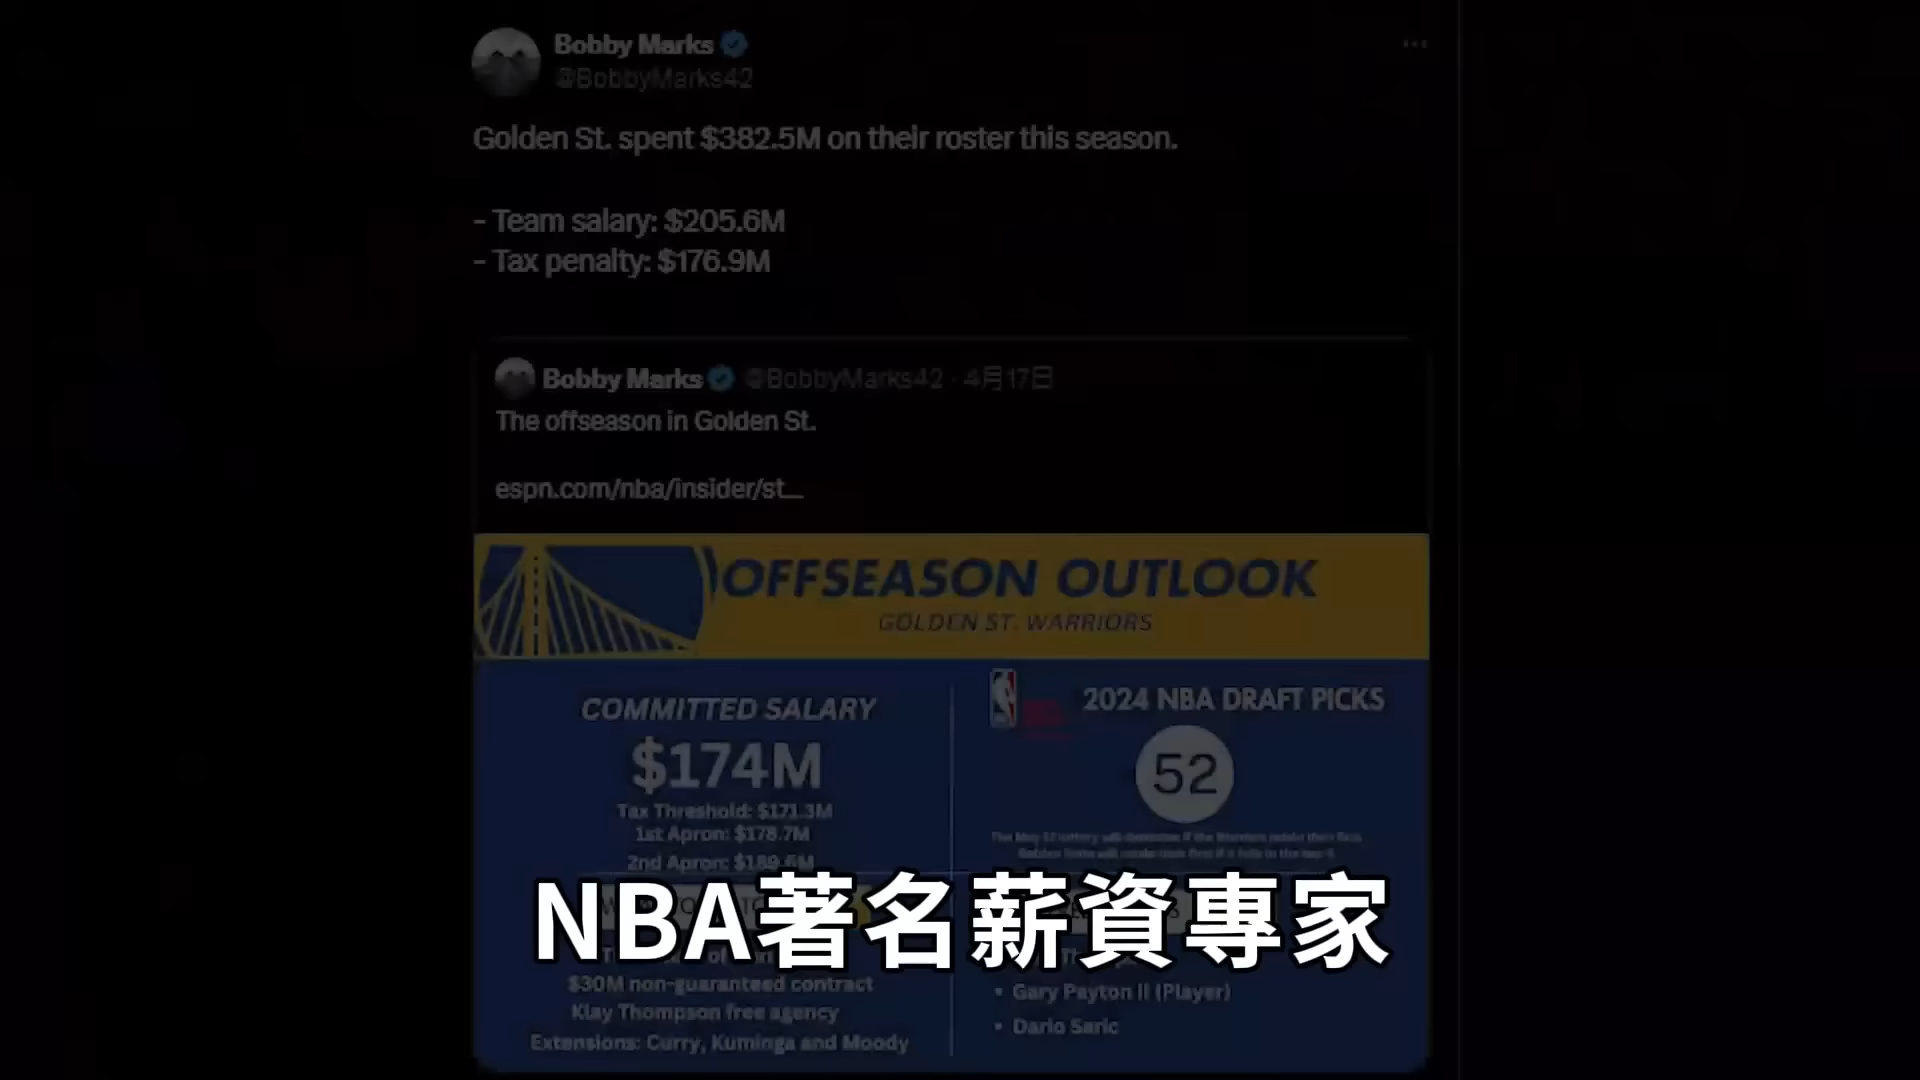 Bobby Marks
@BobbyMarks42
Golden St. spent $382.5M on their roster this season.
- Team salary: $205.6M
- Tax penalty: $176.9M
Bobby Marks @BobbyMarks42 · 4月17日
The offseason in Golden St.
espn.com/nba/insider/st...
OFFSEASON OUTLOOK
GOLDEN ST. WARRIORS
COMMITTED SALARY
$174M
Tax Threshold: $171.3M
1st Apron: $178.7M
2nd Apron: $189.6M
2024 NBA DRAFT PICKS
52
NBA著名薪資專家
$30M non-guaranteed contract
Klay Thompson free agency
Extensions: Curry, Kuminga and Moody
• Gary Payton II (Player)
• Dario Saric